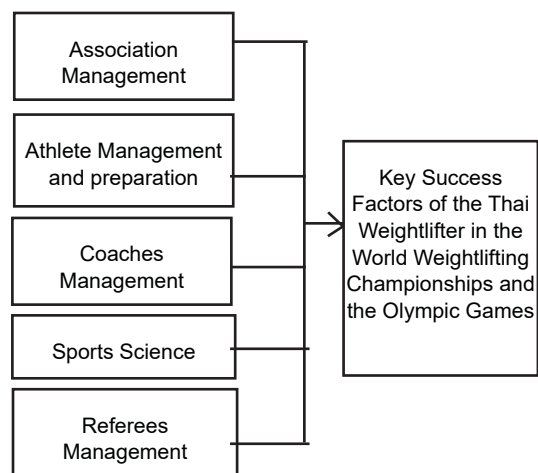 Association
Management
Athlete Management
and preparation
Coaches
Management
Sports Science
Referees
Management
Key Success
Factors of the Thai
Weightlifter in the
World Weightlifting
Championships and
the Olympic Games